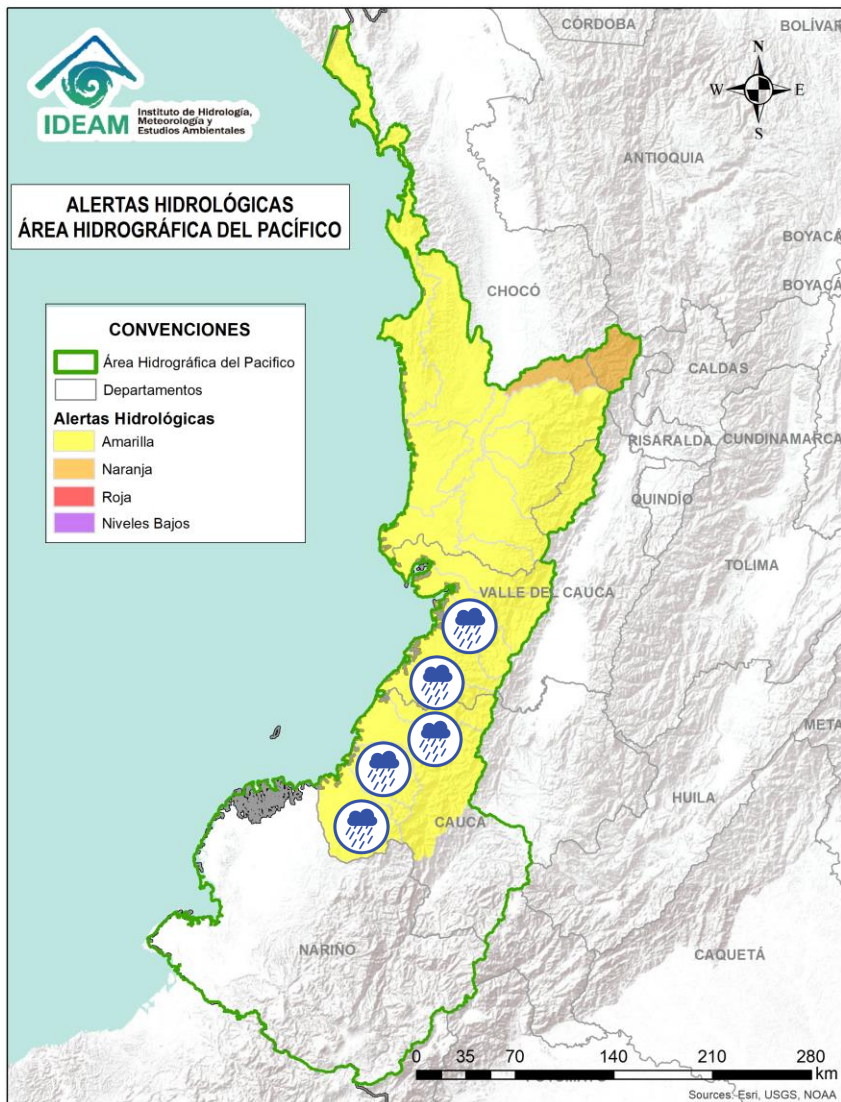 CÓRDOBA
BOLÍVAR
IDEAM
Instituto de Hidrología,
Meteorología y
Estudios Ambientales
N
W E
S
ANTIOQUIA
ALERTAS HIDROLÓGICAS
ÁREA HIDROGRÁFICA DEL PACÍFICO
BOYACÁ
BOYACÁ
CHOCÓ
CONVENCIONES
Área Hidrográfica del Pacifico
Departamentos
Alertas Hidrológicas
Amarilla
Naranja
Roja
Niveles Bajos
CALDAS
RISARALDA
CUNDINAMARCA
QUINDÍO
TOLIMA
VALLE DEL CAUCA
META
HUILA
CAUCA
NARIÑO
CAQUETÁ
0 35 70 140 210 280
km
Sources: Esri, USGS, NOAA